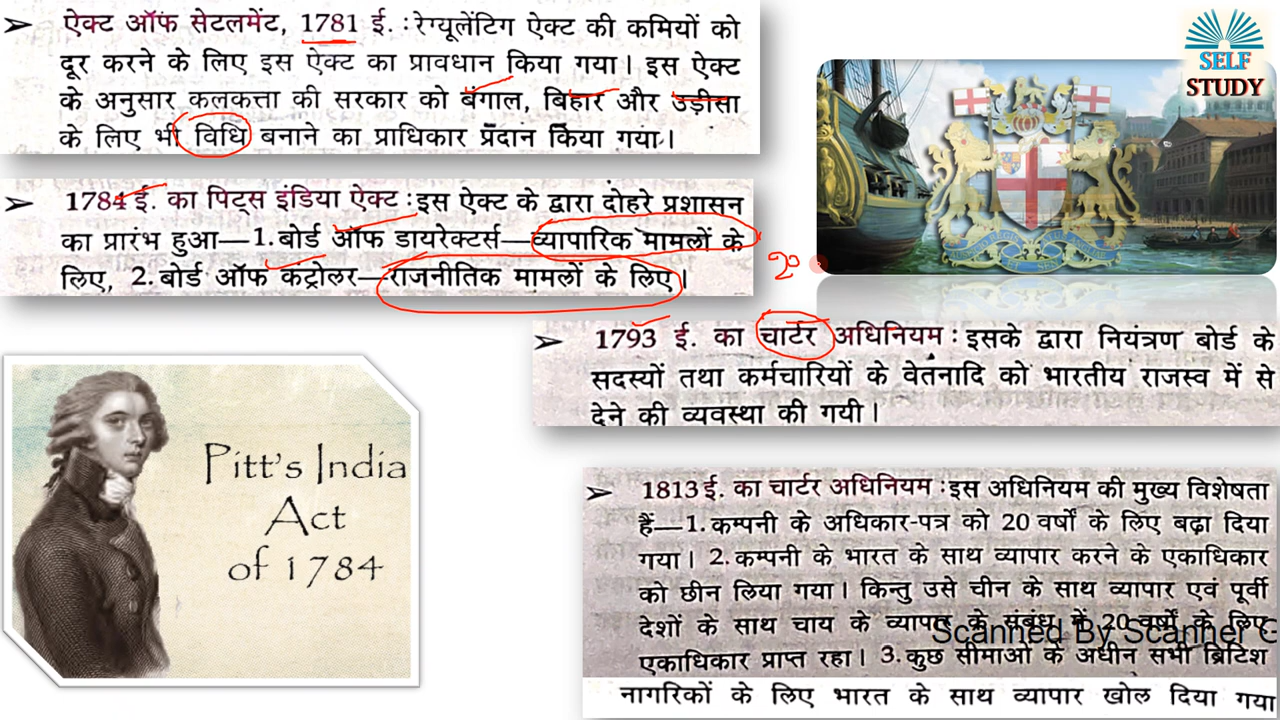 ➢ ऐक्ट ऑफ सेटलमेंट, 1781 ई. : रेग्यूलेंटिग ऐक्ट की कमियों को
दूर करने के लिए इस ऐक्ट का प्रावधान किया गया। इस ऐक्ट
के अनुसार कलकत्ता की सरकार को बंगाल, बिहार और उड़ीसा
के लिए भी विधि बनाने का प्राधिकार प्रदान किया गया।
➢ 1784 ई. का पिट्स इंडिया ऐक्ट : इस ऐक्ट के द्वारा दोहरे प्रशासन
का प्रारंभ हुआ—1. बोर्ड ऑफ डायरेक्टर्स—व्यापारिक मामलों के
लिए, 2. बोर्ड ऑफ कंट्रोलर—राजनीतिक मामलों के लिए।
SELF
STUDY
20
➢ 1793 ई. का चार्टर अधिनियम : इसके द्वारा नियंत्रण बोर्ड के
सदस्यों तथा कर्मचारियों के वेतनादि को भारतीय राजस्व में से
देने की व्यवस्था की गयी।
Pitt's India
Act
of 1784
➢ 1813 ई. का चार्टर अधिनियम : इस अधिनियम की मुख्य विशेषता
हैं—1. कम्पनी के अधिकार-पत्र को 20 वर्षों के लिए बढ़ा दिया
गया। 2. कम्पनी के भारत के साथ व्यापार करने के एकाधिकार
को छीन लिया गया। किन्तु उसे चीन के साथ व्यापार एवं पूर्वी
देशों के साथ चाय के व्यापार के संबंध में 20 वर्षों के लिए
Scanned By Scanner G
एकाधिकार प्राप्त रहा। 3. कुछ सीमाओं के अधीन सभी ब्रिटिश
नागरिकों के लिए भारत के साथ व्यापार खोल दिया गया